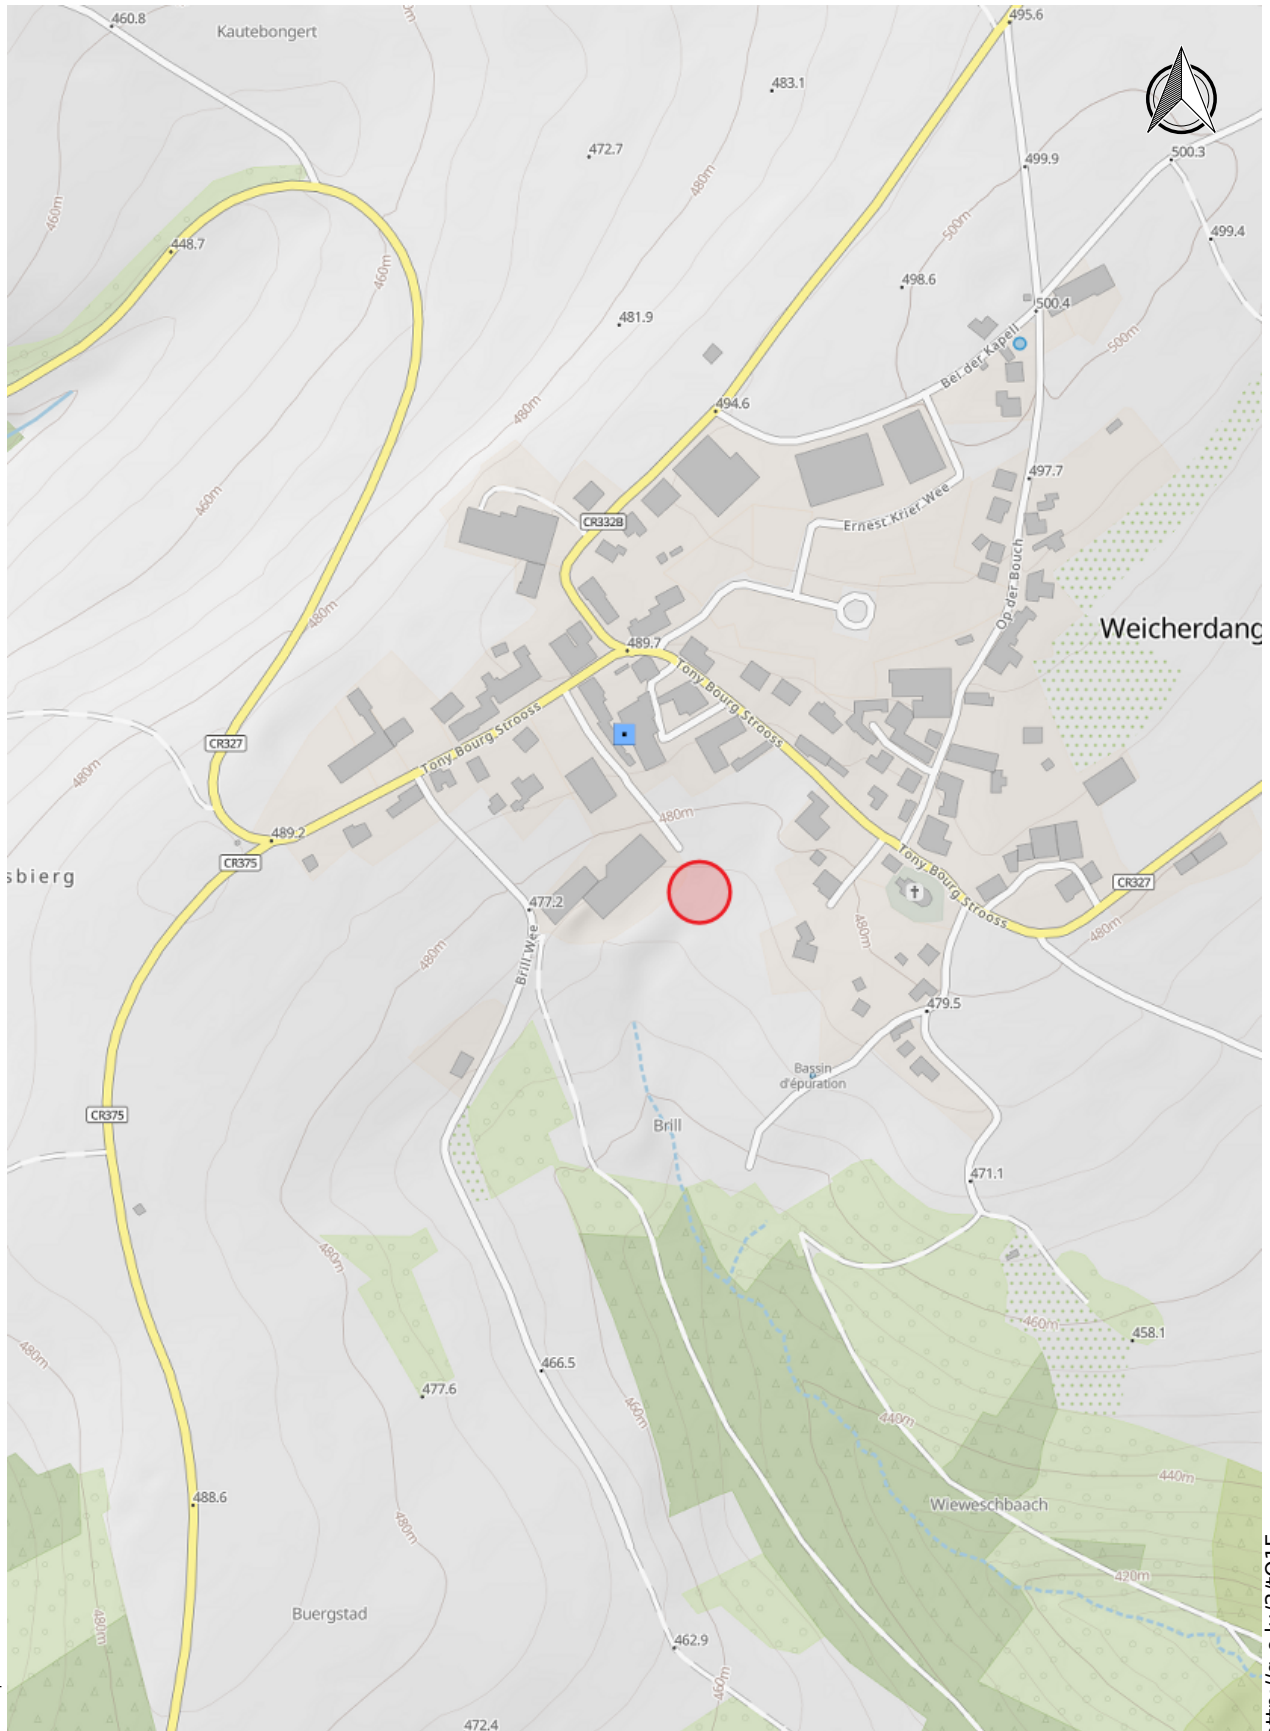 460.8
Kautebongert
495.6
483.1
472.7
499.9
500.3
480m
460m
448.7
500m
499.4
460m
498.6
500.4
481.9
Bei der Kapell
500m
480m
494.6
460m
497.7
Ernest Krier Wee
CR332B
Op der Bouch
480m
Weicherdang
489.7
Tony Bourg Strooss
CR327
Tony Bourg Strooss
480m
480m
489.2
CR375
Tony Bourg Strooss
CR327
sbierg
477.2
480m
480m
480m
Brill Wee
479.5
Bassin
d'épuration
CR375
Brill
471.1
480m
460m
458.1
480m
466.5
477.6
460m
440m
440m
488.6
Wieweschbaach
480m
420m
Buergstad
480m
462.9
460m
472.4